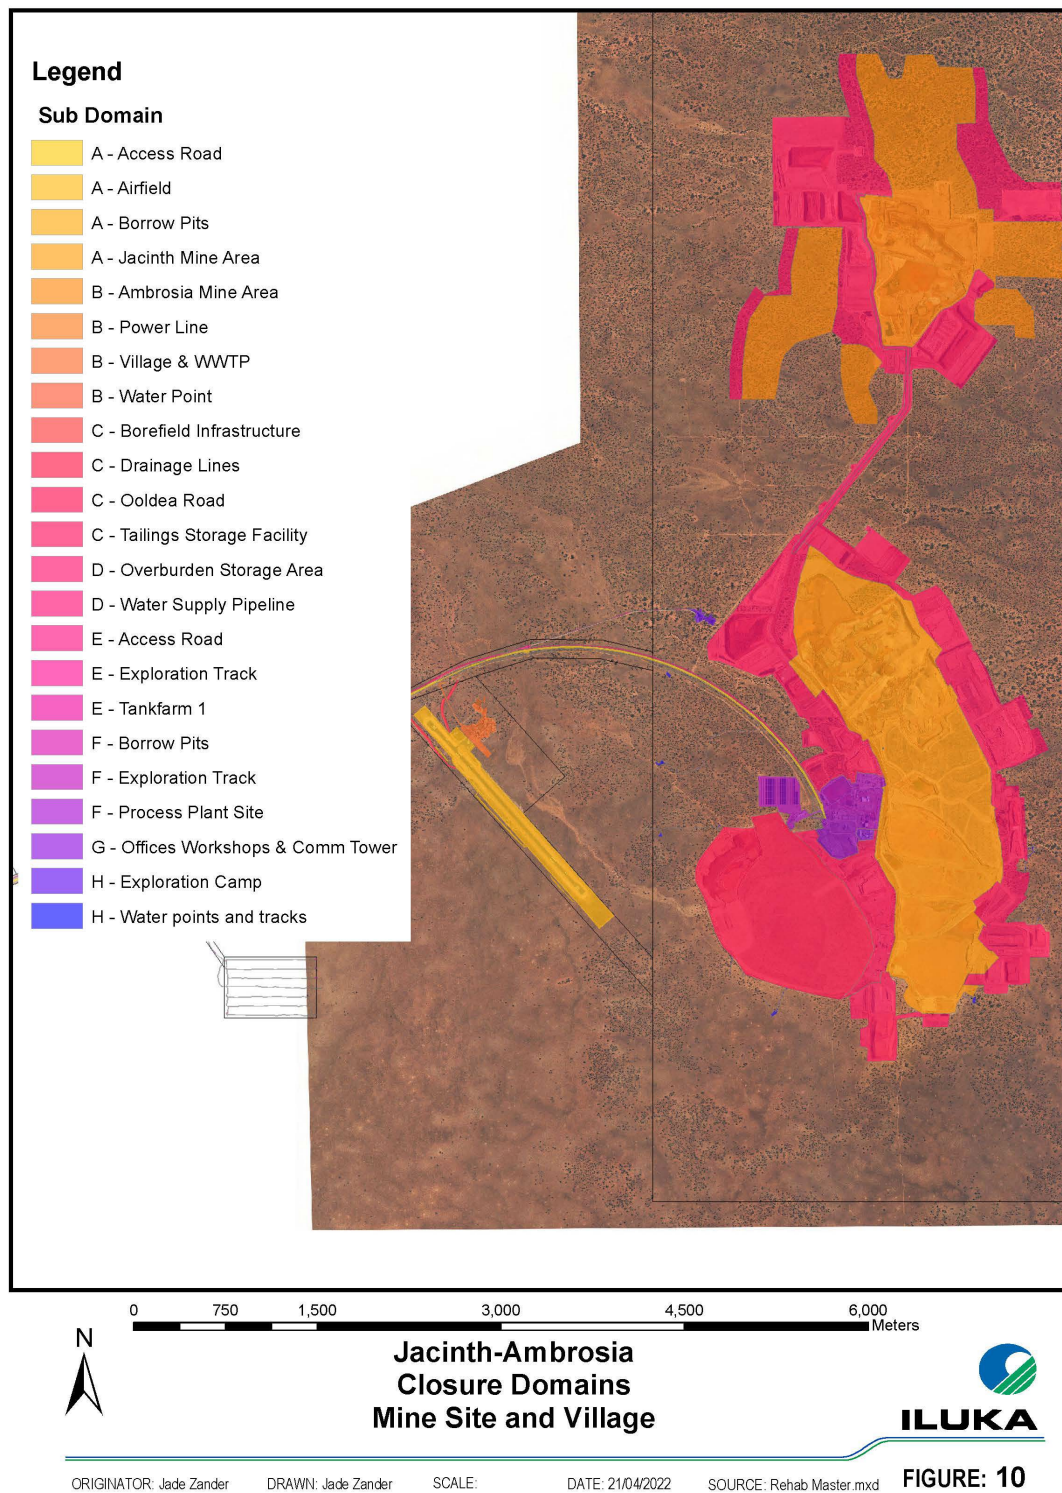 Legend
Sub Domain
A - Access Road
A - Airfield
A - Borrow Pits
A - Jacinth Mine Area
B - Ambrosia Mine Area
B - Power Line
B - Village & WWTP
B - Water Point
C - Borefield Infrastructure
C - Drainage Lines
C - Ooldea Road
C - Tailings Storage Facility
D - Overburden Storage Area
D - Water Supply Pipeline
E - Access Road
E - Exploration Track
E - Tankfarm 1
F - Borrow Pits
F - Exploration Track
F - Process Plant Site
G - Offices Workshops & Comm Tower
H - Exploration Camp
H - Water points and tracks
0 750 1,500 3,000 4,500 6,000
Meters
N
Jacinth-Ambrosia
Closure Domains
Mine Site and Village
ILUKA
ORIGINATOR: Jade Zander DRAWN: Jade Zander SCALE: DATE: 21/04/2022 SOURCE: Rehab Master.mxd FIGURE: 10